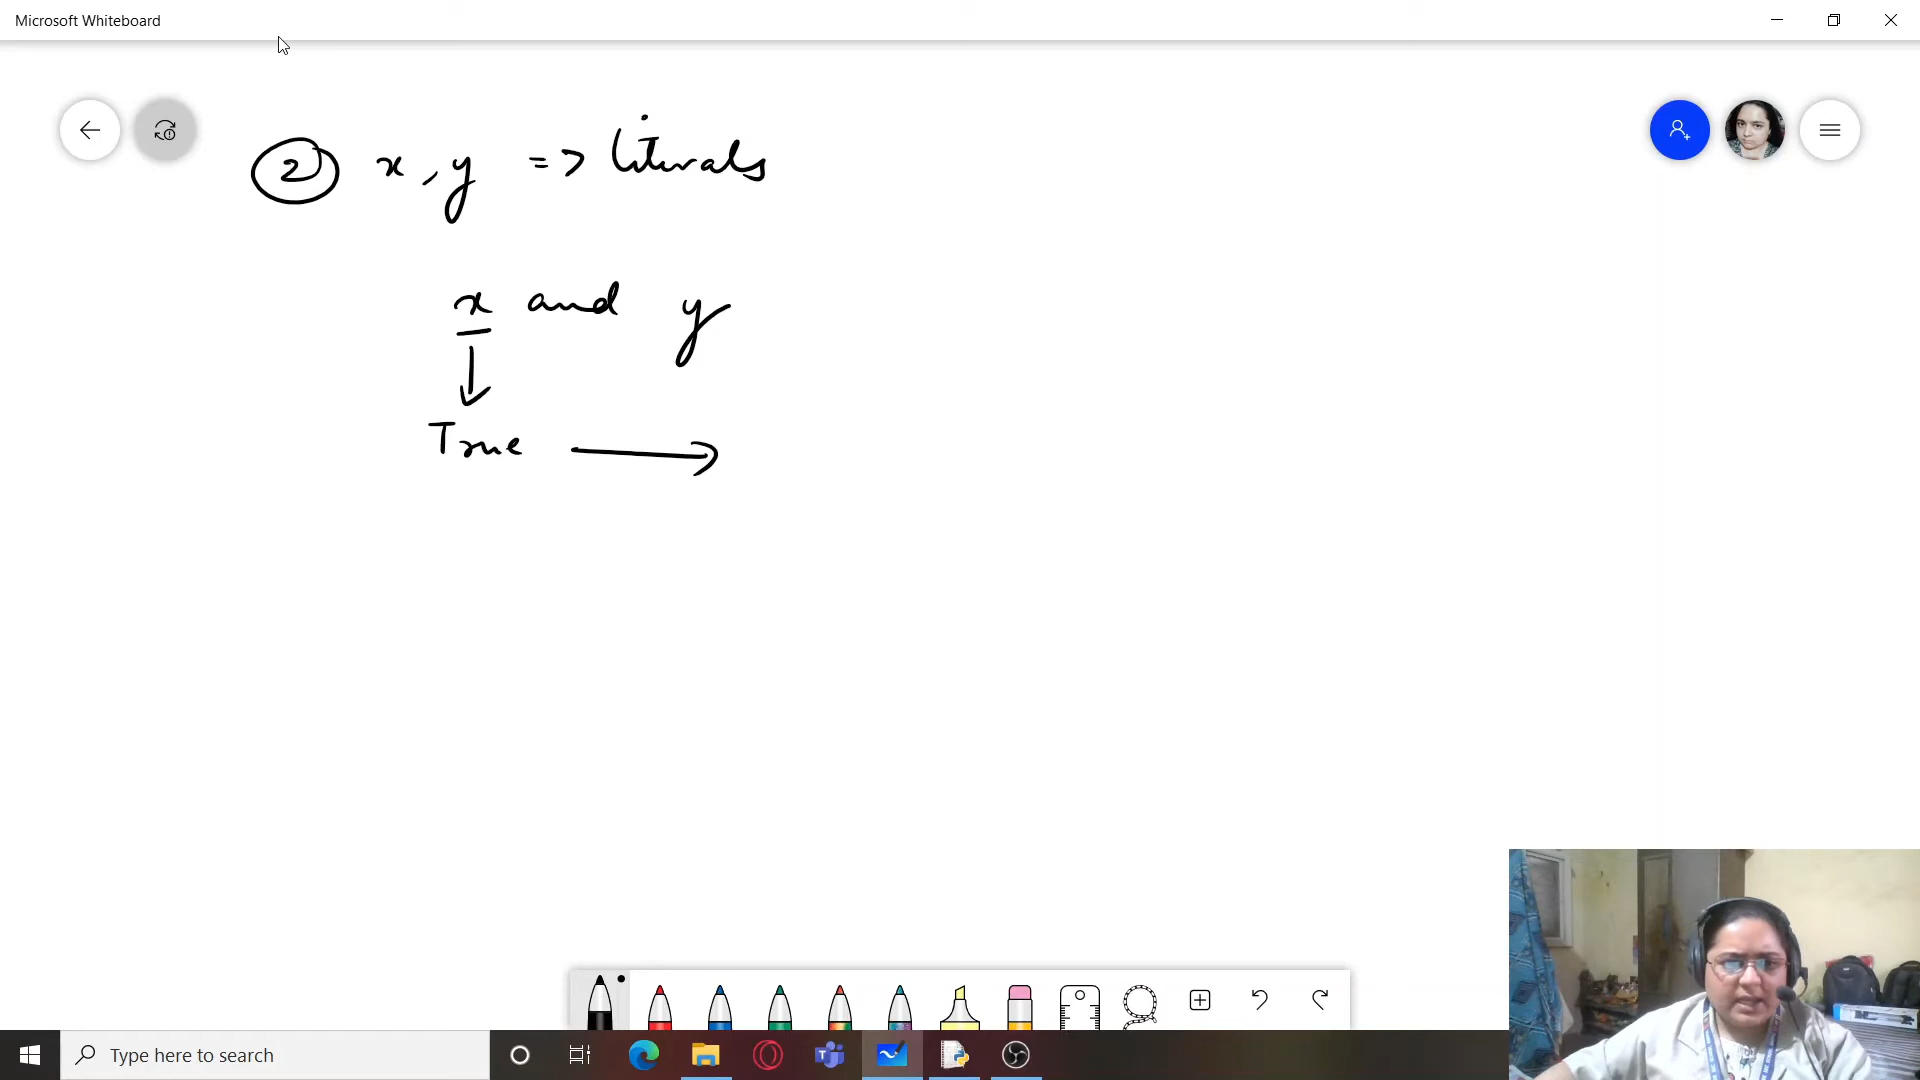 Microsoft Whiteboard
2 x, y => literals
x and y
True
Type here to search